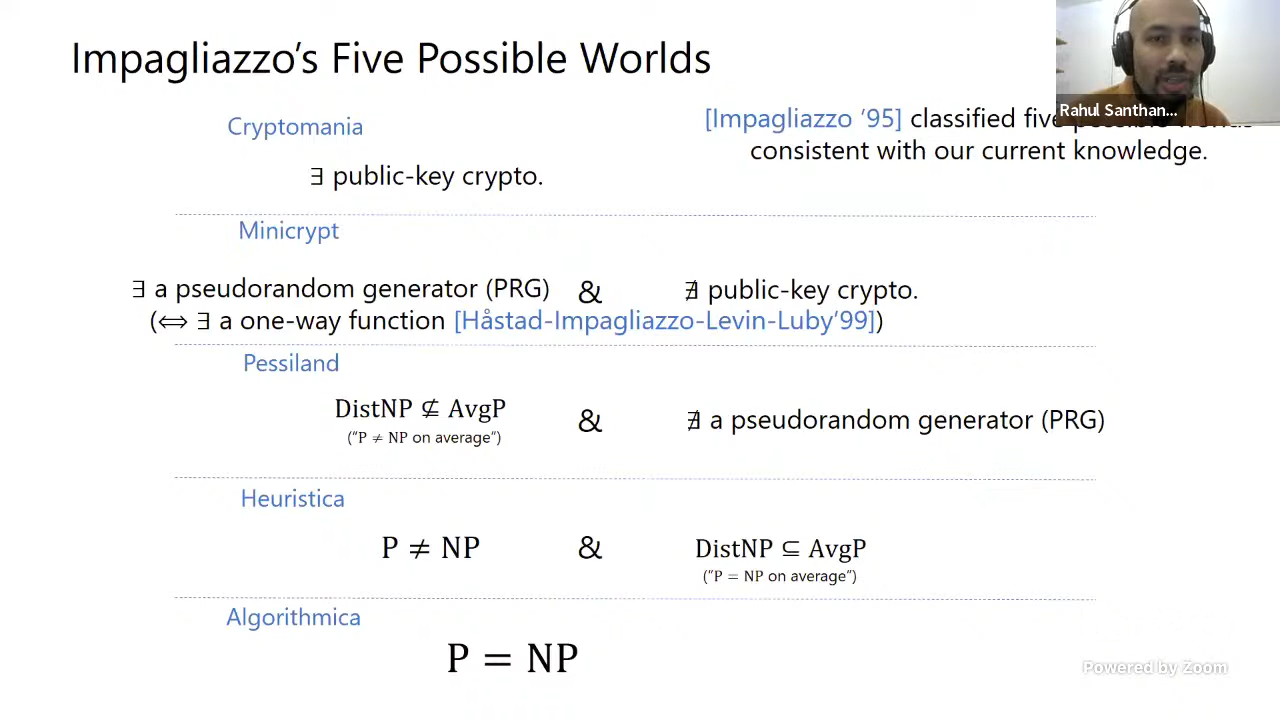 Impagliazzo's Five Possible Worlds
Rahul Santhan...
Cryptomania
[Impagliazzo '95] classified five
consistent with our current knowledge.
∃ public-key crypto.
Minicrypt
∃ a pseudorandom generator (PRG) & ∄ public-key crypto.
(⟺ ∃ a one-way function [Håstad-Impagliazzo-Levin-Luby'99])
Pessiland
DistNP ⊈ AvgP & ∄ a pseudorandom generator (PRG)
("P ≠ NP on average")
Heuristica
P ≠ NP & DistNP ⊆ AvgP
("P = NP on average")
Algorithmica
P = NP
Powered by Zoom